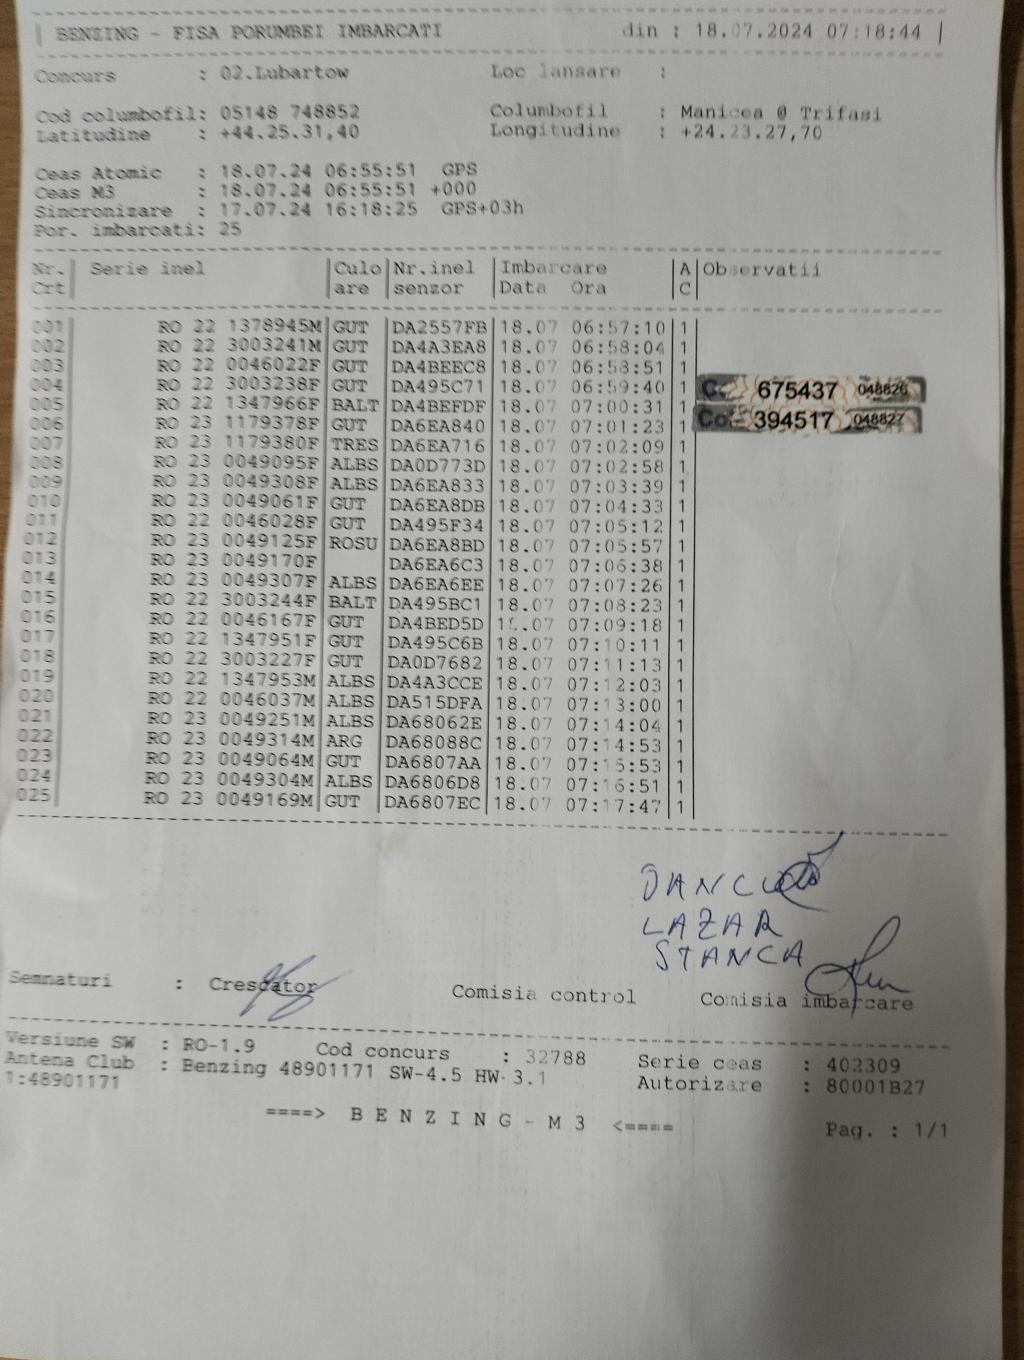 BENZING - FISA PORUMBEI IMBARCATI din : 18.07.2024 07:18:44
Concurs : 02.Lubartow Loc lansare :
Cod columbofil: 05148 748852 Columbofil : Manicea @ Trifasi
Latitudine : +44.25.31,40 Longitudine : +24.23.27,70
Ceas Atomic : 18.07.24 06:55:51 GPS
Ceas M3 : 18.07.24 06:55:51 +000
Sincronizare : 17.07.24 16:18:25 GPS+03h
Por. imbarcati: 25
Nr. | Serie inel | Culo | Nr.inel | Imbarcare | A | Observatii
Crt | | are | senzor | Data Ora | C |
001 | RO 22 1378945M | GUT | DA2557FB | 18.07 06:57:10 | 1
002 | RO 22 3003241M | GUT | DA4A3EA8 | 18.07 06:58:04 | 1
003 | RO 22 0046022F | GUT | DA4BEEC8 | 18.07 06:58:51 | 1
004 | RO 22 3003238F | GUT | DA495C71 | 18.07 06:59:40 | 1 | 675437 048826
005 | RO 22 1347966F | BALT | DA4BEFDF | 18.07 07:00:31 | 1
006 | RO 23 1179378F | GUT | DA6EA840 | 18.07 07:01:23 | 1 | 394517 048827
007 | RO 23 1179380F | TRES | DA6EA716 | 18.07 07:02:09 | 1
008 | RO 23 0049095F | ALBS | DA0D773D | 18.07 07:02:58 | 1
009 | RO 23 0049308F | ALBS | DA6EA833 | 18.07 07:03:39 | 1
010 | RO 23 0049061F | GUT | DA6EA8DB | 18.07 07:04:33 | 1
011 | RO 22 0046028F | GUT | DA495F34 | 18.07 07:05:12 | 1
012 | RO 23 0049125F | ROSU | DA6EA8BD | 18.07 07:05:57 | 1
013 | RO 23 0049170F | | DA6EA6C3 | 18.07 07:06:38 | 1
014 | RO 23 0049307F | ALBS | DA6EA6EE | 18.07 07:07:26 | 1
015 | RO 22 3003244F | BALT | DA495BC1 | 18.07 07:08:23 | 1
016 | RO 22 0046167F | GUT | DA4BED5D | 18.07 07:09:18 | 1
017 | RO 22 1347951F | GUT | DA495C6B | 18.07 07:10:11 | 1
018 | RO 22 3003227F | GUT | DA0D7682 | 18.07 07:11:13 | 1
019 | RO 22 1347953M | ALBS | DA4A3CCE | 18.07 07:12:03 | 1
020 | RO 22 0046037M | ALBS | DA515DFA | 18.07 07:13:00 | 1
021 | RO 23 0049251M | ALBS | DA68062E | 18.07 07:14:04 | 1
022 | RO 23 0049314M | ARG | DA68088C | 18.07 07:14:53 | 1
023 | RO 23 0049064M | GUT | DA6807AA | 18.07 07:15:53 | 1
024 | RO 23 0049304M | ALBS | DA6806D8 | 18.07 07:16:51 | 1
025 | RO 23 0049169M | GUT | DA6807EC | 18.07 07:17:47 | 1
LAZAR
STANCA
Semnaturi : Crescator Comisia control Comisia imbarcare
Versiune SW : RO-1.9 Cod concurs : 32788 Serie ceas : 402309
Antena Club : Benzing 48901171 SW-4.5 HW-3.1 Autorizare : 80001B27
1:48901171
====> B E N Z I N G - M 3 <==== Pag. : 1/1